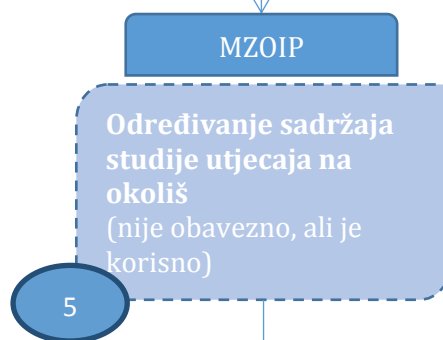 MZOIP
Određivanje sadržaja
studije utjecaja na
okoliš
(nije obavezno, ali je
korisno)
5